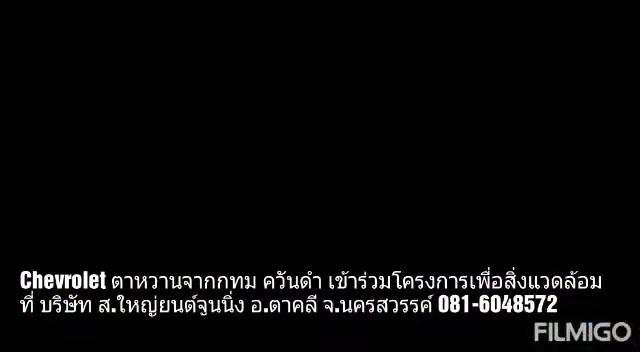 Chevrolet ตาหวานจากกทม ควันดำ เข้าร่วมโครงการเพื่อสิ่งแวดล้อม
ที่ บริษัท ส.ใหญ่ยนต์จูนนิ่ง อ.ตาคลี จ.นครสวรรค์ 081-6048572
FILMIGO